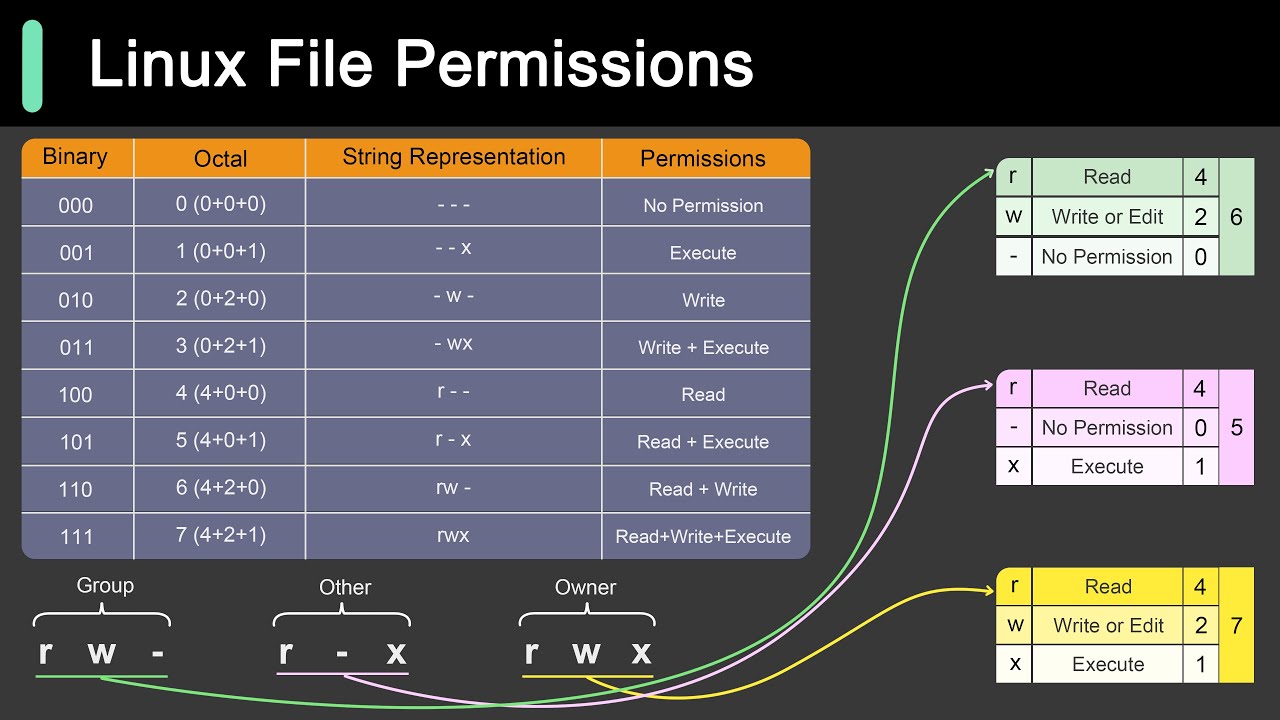 Linux File Permissions
Binary Octal String Representation Permissions
000 0 (0+0+0) - - - No Permission
001 1 (0+0+1) - - x Execute
010 2 (0+2+0) - w - Write
011 3 (0+2+1) - wx Write + Execute
100 4 (4+0+0) r - - Read
101 5 (4+0+1) r - x Read + Execute
110 6 (4+2+0) rw - Read + Write
111 7 (4+2+1) rwx Read+Write+Execute
Group Other Owner
r w - r - x r w x
r Read 4
w Write or Edit 2 6
- No Permission 0
r Read 4
- No Permission 0 5
x Execute 1
r Read 4
w Write or Edit 2 7
x Execute 1